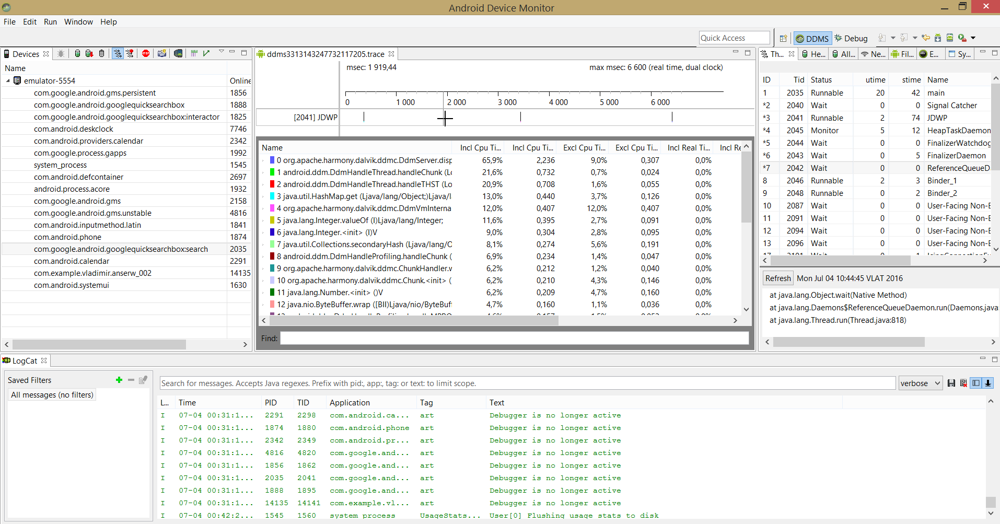 Android Device Monitor
File Edit Run Window Help
Quick Access DDMS Debug
Devices
Name
emulator-5554 Online
com.google.android.gms.persistent 1856
com.google.android.googlequicksearchbox 1888
com.google.android.googlequicksearchbox:interactor 1825
com.android.deskclock 7746
com.android.providers.calendar 2342
com.google.process.gapps 1992
system_process 1545
com.android.defcontainer 2697
android.process.acore 1932
com.google.android.gms 2158
com.google.android.gms.unstable 4816
com.android.inputmethod.latin 1841
com.android.phone 1874
com.google.android.googlequicksearchbox:search 2035
com.android.calendar 2291
com.example.vladimir.anserw_002 14135
com.android.systemui 1630
ddms3313143247732117205.trace
msec: 1 919,44 max msec: 6 600 (real time, dual clock)
0 1 000 2 000 3 000 4 000 5 000 6 000
[2041] JDWP
Name Incl Cpu Ti... Incl Cpu Ti... Excl Cpu Ti... Excl Cpu Ti... Incl Real Ti... Incl Re
0 org.apache.harmony.dalvik.ddmc.DdmServer.disp 65,9% 2,236 9,0% 0,307 0,0%
1 android.ddm.DdmHandleThread.handleChunk (Lo 21,6% 0,732 0,7% 0,024 0,0%
2 android.ddm.DdmHandleThread.handleTHST (Lo 20,9% 0,708 1,6% 0,055 0,0%
3 java.util.HashMap.get (Ljava/lang/Object;)Ljava/l 13,0% 0,440 3,7% 0,126 0,0%
4 org.apache.harmony.dalvik.ddmc.DdmVmInterna 12,0% 0,407 12,0% 0,407 0,0%
5 java.lang.Integer.valueOf (I)Ljava/lang/Integer; 11,6% 0,395 2,7% 0,091 0,0%
6 java.lang.Integer.<init> (I)V 9,0% 0,304 2,8% 0,095 0,0%
7 java.util.Collections.secondaryHash (Ljava/lang/O 8,1% 0,274 5,6% 0,191 0,0%
8 android.ddm.DdmHandleProfiling.handleChunk ( 6,9% 0,234 1,4% 0,047 0,0%
9 org.apache.harmony.dalvik.ddmc.ChunkHandler.w 6,2% 0,212 1,2% 0,040 0,0%
10 org.apache.harmony.dalvik.ddmc.Chunk.<init> ( 6,2% 0,210 4,3% 0,146 0,0%
11 java.lang.Number.<init> ()V 6,2% 0,209 4,7% 0,160 0,0%
12 java.nio.ByteBuffer.wrap ([BII)Ljava/nio/ByteBuf 4,7% 0,160 1,1% 0,036 0,0%
Find:
Th... He... All... Ne... Fil... E... Sy...
ID Tid Status utime stime Name
1 2035 Runnable 20 42 main
*2 2040 Wait 0 0 Signal Catcher
*3 2041 Runnable 2 74 JDWP
*4 2045 Monitor 5 12 HeapTaskDaemon
*5 2044 Wait 0 0 FinalizerWatchdog
*6 2043 Wait 0 5 FinalizerDaemon
*7 2042 Wait 0 0 ReferenceQueueD
8 2046 Runnable 2 3 Binder_1
9 2048 Runnable 0 2 Binder_2
10 2087 Wait 0 0 User-Facing Non-B
11 2091 Wait 0 0 User-Facing Non-B
12 2094 Wait 0 0 User-Facing Non-B
13 2096 Wait 0 0 User-Facing Non-B
Refresh Mon Jul 04 10:44:45 VLAT 2016
at java.lang.Object.wait(Native Method)
at java.lang.Daemons$ReferenceQueueDaemon.run(Daemons.java
at java.lang.Thread.run(Thread.java:818)
LogCat
Saved Filters
All messages (no filters)
Search for messages. Accepts Java regexes. Prefix with pid:, app:, tag: or text: to limit scope. verbose
L... Time PID TID Application Tag Text
I 07-04 00:31:1... 2291 2298 com.android.ca... art Debugger is no longer active
I 07-04 00:31:1... 1874 1880 com.android.phone art Debugger is no longer active
I 07-04 00:31:1... 2342 2349 com.android.pr... art Debugger is no longer active
I 07-04 00:31:1... 4816 4820 com.google.and... art Debugger is no longer active
I 07-04 00:31:1... 1856 1862 com.google.and... art Debugger is no longer active
I 07-04 00:31:1... 2035 2041 com.google.and... art Debugger is no longer active
I 07-04 00:31:1... 1888 1895 com.google.and... art Debugger is no longer active
I 07-04 00:31:1... 14135 14141 com.example.vl... art Debugger is no longer active
I 07-04 00:42:2... 1545 1560 system_process UsageStats... User[0] Flushing usage stats to disk